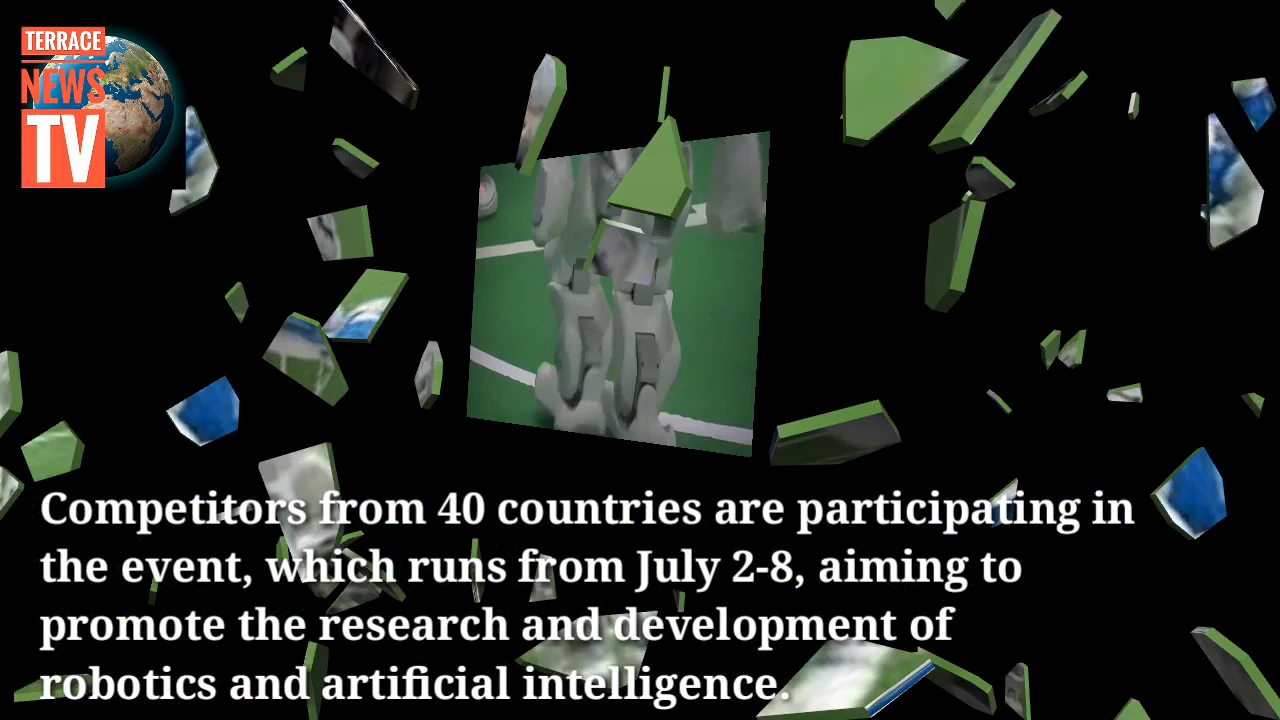 TERRACE
NEWS
TV
Competitors from 40 countries are participating in
the event, which runs from July 2-8, aiming to
promote the research and development of
robotics and artificial intelligence.